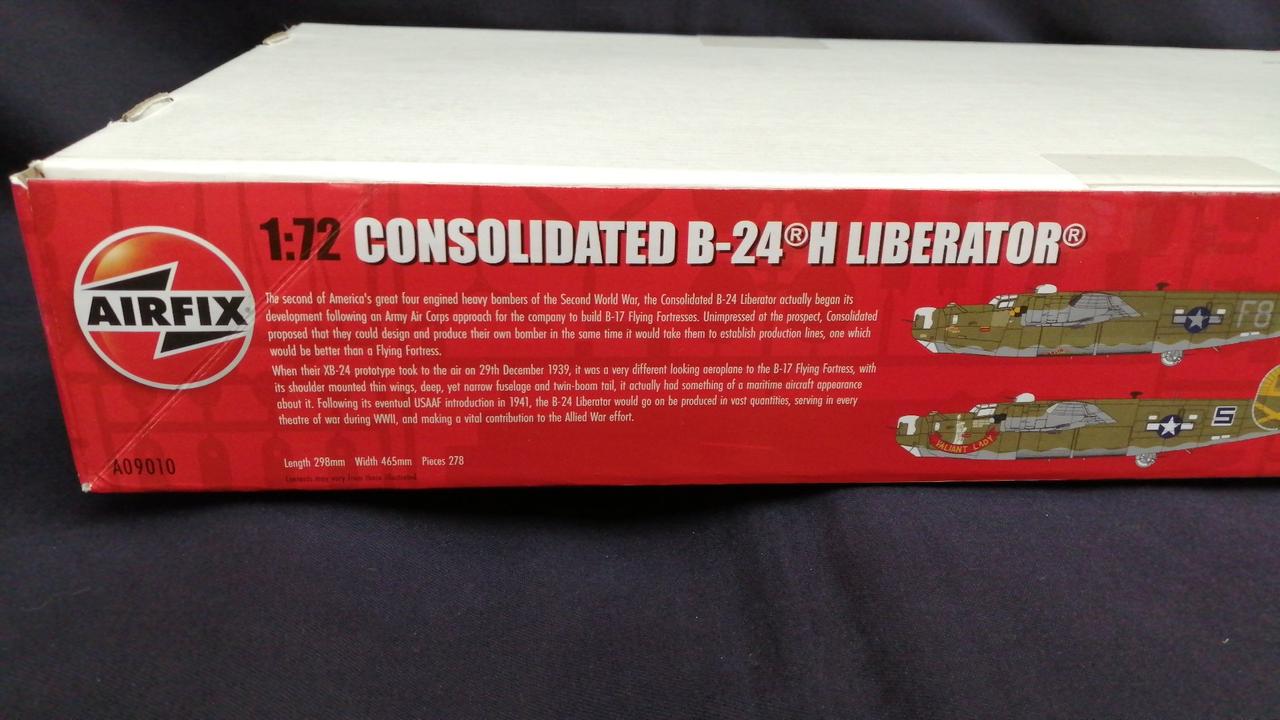 AIRFIX
1:72 CONSOLIDATED B-24®H LIBERATOR®
The second of America's great four engined heavy bombers of the Second World War, the Consolidated B-24 Liberator actually began its
development following an Army Air Corps approach for the company to build B-17 Flying Fortresses. Unimpressed at the prospect, Consolidated
proposed that they could design and produce their own bomber in the same time it would take them to establish production lines, one which
would be better than a Flying Fortress.
When their XB-24 prototype took to the air on 29th December 1939, it was a very different looking aeroplane to the B-17 Flying Fortress, with
its shoulder mounted thin wings, deep, yet narrow fuselage and twin-boom tail, it actually had something of a maritime aircraft appearance
about it. Following its eventual USAAF introduction in 1941, the B-24 Liberator would go on be produced in vast quantities, serving in every
theatre of war during WWII, and making a vital contribution to the Allied War effort.
Length 298mm Width 465mm Pieces 278
Contents may vary from those illustrated
A09010
F8
VALIANT LADY
S